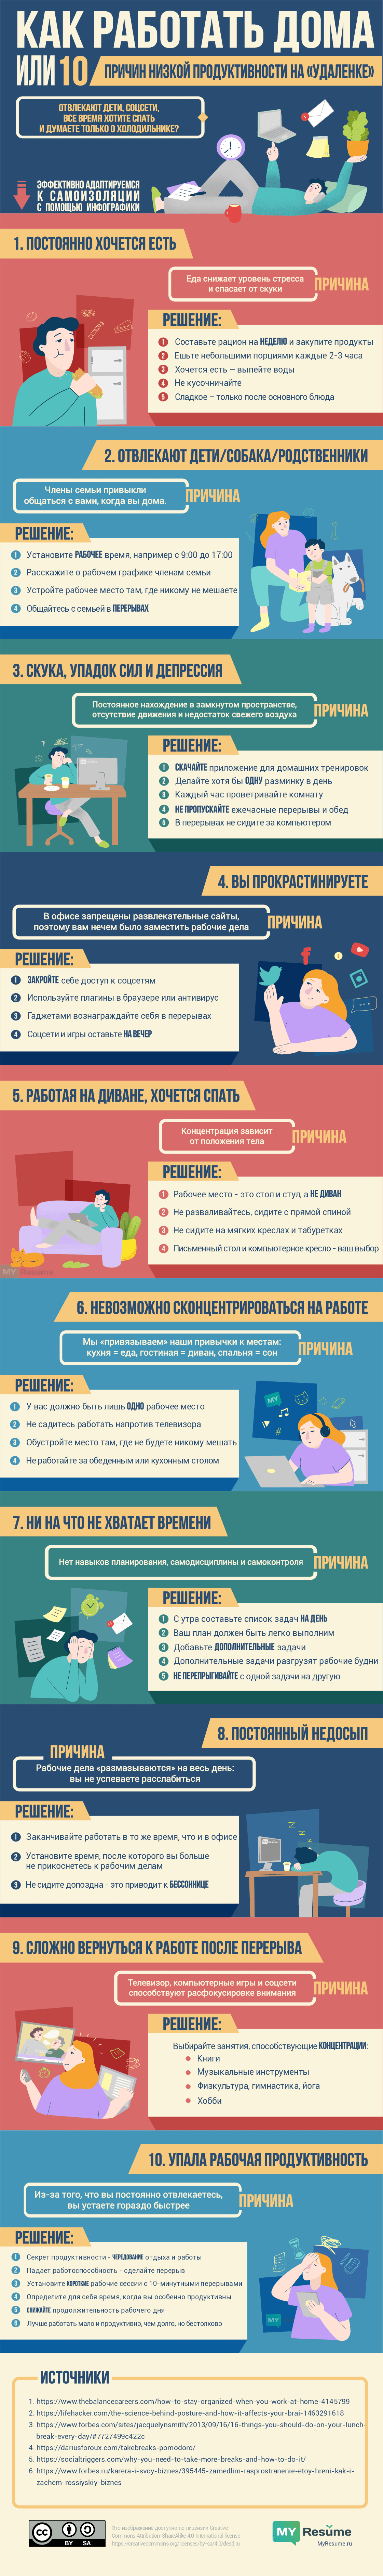 КАК РАБОТАТЬ ДОМА
ИЛИ 10 ПРИЧИН НИЗКОЙ ПРОДУКТИВНОСТИ НА «УДАЛЕНКЕ»
ОТВЛЕКАЮТ ДЕТИ, СОЦСЕТИ,
ВСЕ ВРЕМЯ ХОТИТЕ СПАТЬ
И ДУМАЕТЕ ТОЛЬКО О ХОЛОДИЛЬНИКЕ?
ЭФФЕКТИВНО АДАПТИРУЕМСЯ
К САМОИЗОЛЯЦИИ
С ПОМОЩЬЮ ИНФОГРАФИКИ
1. ПОСТОЯННО ХОЧЕТСЯ ЕСТЬ
Еда снижает уровень стресса
и спасает от скуки
ПРИЧИНА
РЕШЕНИЕ:
1 Составьте рацион на НЕДЕЛЮ и закупите продукты
2 Ешьте небольшими порциями каждые 2-3 часа
3 Хочется есть – выпейте воды
4 Не кусочничайте
5 Сладкое – только после основного блюда
2. ОТВЛЕКАЮТ ДЕТИ/СОБАКА/РОДСТВЕННИКИ
Члены семьи привыкли
общаться с вами, когда вы дома.
ПРИЧИНА
РЕШЕНИЕ:
1 Установите РАБОЧЕЕ время, например с 9:00 до 17:00
2 Расскажите о рабочем графике членам семьи
3 Устройте рабочее место там, где никому не мешаете
4 Общайтесь с семьей в ПЕРЕРЫВАХ
3. СКУКА, УПАДОК СИЛ И ДЕПРЕССИЯ
Постоянное нахождение в замкнутом пространстве,
отсутствие движения и недостаток свежего воздуха
ПРИЧИНА
РЕШЕНИЕ:
1 СКАЧАЙТЕ приложение для домашних тренировок
2 Делайте хотя бы ОДНУ разминку в день
3 Каждый час проветривайте комнату
4 НЕ ПРОПУСКАЙТЕ ежечасные перерывы и обед
5 В перерывах не сидите за компьютером
4. ВЫ ПРОКРАСТИНИРУЕТЕ
В офисе запрещены развлекательные сайты,
поэтому вам нечем было заместить рабочие дела
ПРИЧИНА
РЕШЕНИЕ:
1 ЗАКРОЙТЕ себе доступ к соцсетям
2 Используйте плагины в браузере или антивирус
3 Гаджетами вознаграждайте себя в перерывах
4 Соцсети и игры оставьте НА ВЕЧЕР
5. РАБОТАЯ НА ДИВАНЕ, ХОЧЕТСЯ СПАТЬ
Концентрация зависит
от положения тела
ПРИЧИНА
РЕШЕНИЕ:
1 Рабочее место - это стол и стул, а НЕ ДИВАН
2 Не разваливайтесь, сидите с прямой спиной
3 Не сидите на мягких креслах и табуретках
4 Письменный стол и компьютерное кресло - ваш выбор
MY Resume
6. НЕВОЗМОЖНО СКОНЦЕНТРИРОВАТЬСЯ НА РАБОТЕ
Мы «привязываем» наши привычки к местам:
кухня = еда, гостиная = диван, спальня = сон
ПРИЧИНА
РЕШЕНИЕ:
1 У вас должно быть лишь ОДНО рабочее место
2 Не садитесь работать напротив телевизора
3 Обустройте место там, где не будете никому мешать
4 Не работайте за обеденным или кухонным столом
MY
7. НИ НА ЧТО НЕ ХВАТАЕТ ВРЕМЕНИ
Нет навыков планирования, самодисциплины и самоконтроля
ПРИЧИНА
РЕШЕНИЕ:
1 С утра составьте список задач НА ДЕНЬ
2 Ваш план должен быть легко выполним
3 Добавьте ДОПОЛНИТЕЛЬНЫЕ задачи
4 Дополнительные задачи разгрузят рабочие будни
5 НЕ ПЕРЕПРЫГИВАЙТЕ с одной задачи на другую
8. ПОСТОЯННЫЙ НЕДОСЫП
ПРИЧИНА
Рабочие дела «размазываются» на весь день:
вы не успеваете расслабиться
РЕШЕНИЕ:
1 Заканчивайте работать в то же время, что и в офисе
2 Установите время, после которого вы больше
не прикоснетесь к рабочим делам
3 Не сидите допоздна - это приводит к БЕССОННИЦЕ
Z Z Z
9. СЛОЖНО ВЕРНУТЬСЯ К РАБОТЕ ПОСЛЕ ПЕРЕРЫВА
Телевизор, компьютерные игры и соцсети
способствуют расфокусировке внимания
ПРИЧИНА
РЕШЕНИЕ:
Выбирайте занятия, способствующие КОНЦЕНТРАЦИИ:
Книги
Музыкальные инструменты
Физкультура, гимнастика, йога
Хобби
10. УПАЛА РАБОЧАЯ ПРОДУКТИВНОСТЬ
Из-за того, что вы постоянно отвлекаетесь,
вы устаете гораздо быстрее
ПРИЧИНА
РЕШЕНИЕ:
1 Секрет продуктивности - ЧЕРЕДОВАНИЕ отдыха и работы
2 Падает работоспособность - сделайте перерыв
3 Установите КОРОТКИЕ рабочие сессии с 10-минутными перерывами
4 Определите для себя время, когда вы особенно продуктивны
5 СНИЖАЙТЕ продолжительность рабочего дня
6 Лучше работать мало и продуктивно, чем долго, но бестолково
MY
ИСТОЧНИКИ
1. https://www.thebalancecareers.com/how-to-stay-organized-when-you-work-at-home-4145799
2. https://lifehacker.com/the-science-behind-posture-and-how-it-affects-your-brai-1463291618
3. https://www.forbes.com/sites/jacquelynsmith/2013/09/16/16-things-you-should-do-on-your-lunch-
break-every-day/#7727499c422c
4. https://dariusforoux.com/takebreaks-pomodoro/
5. https://socialtriggers.com/why-you-need-to-take-more-breaks-and-how-to-do-it/
6. https://www.forbes.ru/karera-i-svoy-biznes/395445-zamedlim-rasprostranenie-etoy-hreni-kak-i-
zachem-rossiyskiy-biznes
CC BY SA
Это изображение доступно по лицензии Creative
Commons Attribution-ShareAlike 4.0 International license
https://creativecommons.org/licenses/by-sa/4.0/deed.ru
MY Resume
MyResume.ru